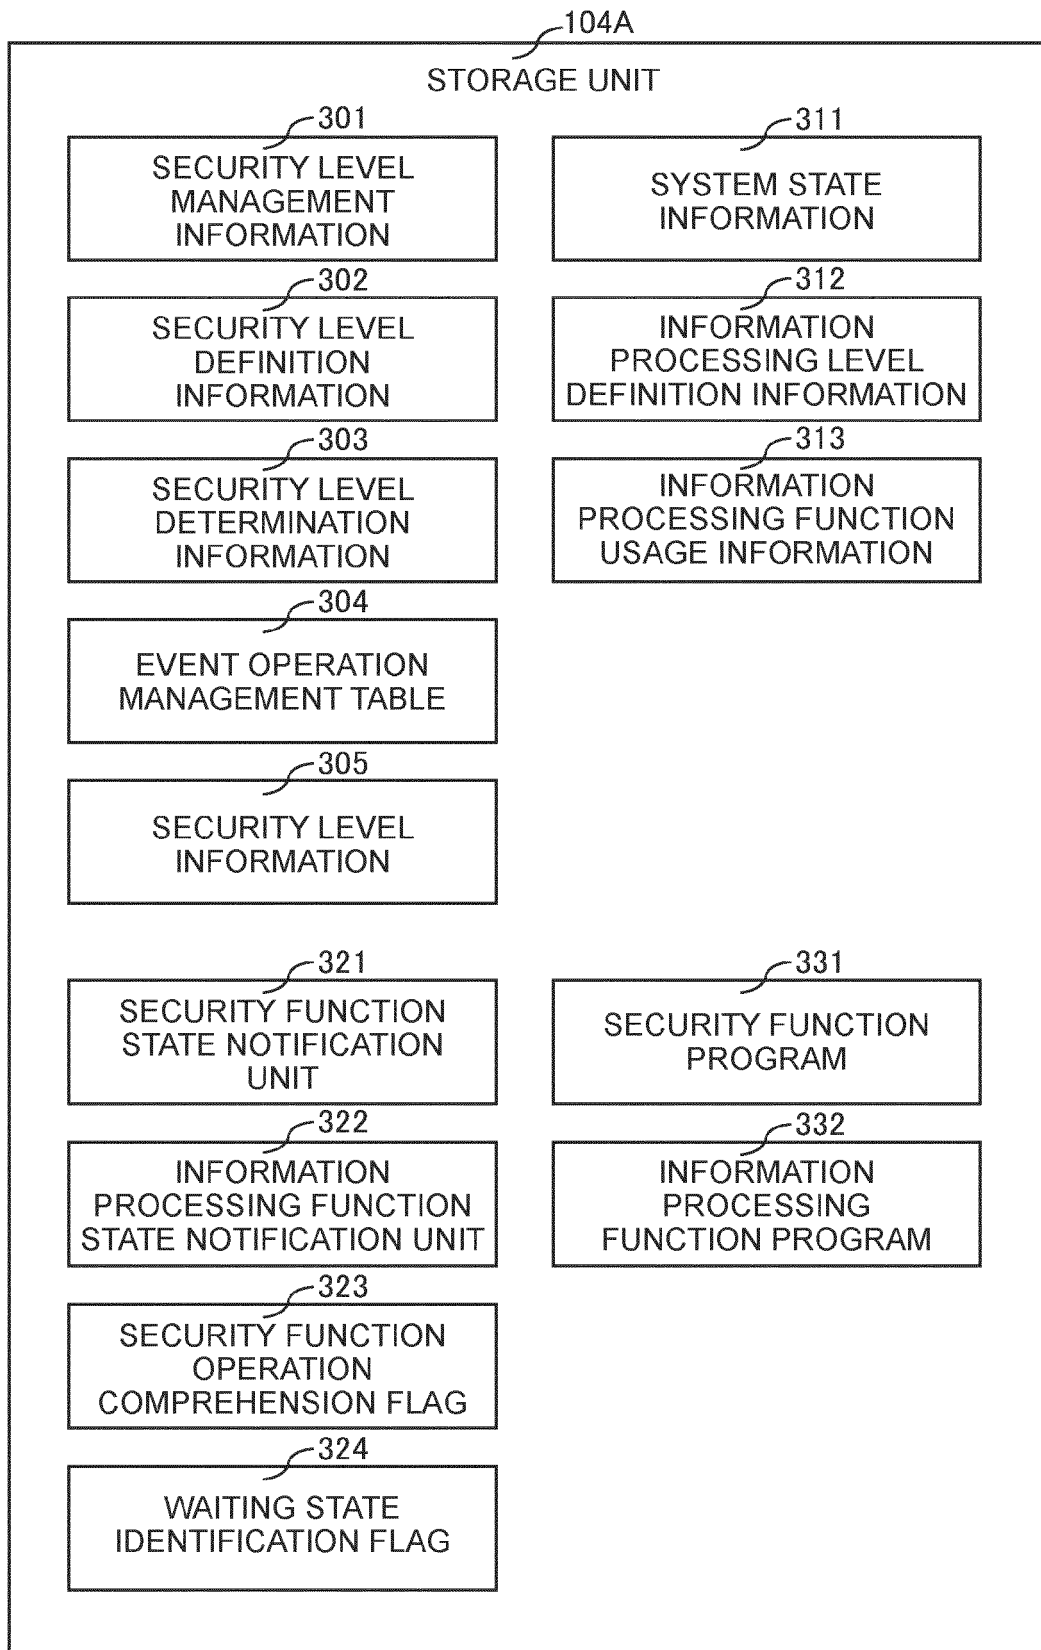 104A
STORAGE UNIT
301
SECURITY LEVEL
MANAGEMENT
INFORMATION
311
SYSTEM STATE
INFORMATION
302
SECURITY LEVEL
DEFINITION
INFORMATION
312
INFORMATION
PROCESSING LEVEL
DEFINITION INFORMATION
303
SECURITY LEVEL
DETERMINATION
INFORMATION
313
INFORMATION
PROCESSING FUNCTION
USAGE INFORMATION
304
EVENT OPERATION
MANAGEMENT TABLE
305
SECURITY LEVEL
INFORMATION
321
SECURITY FUNCTION
STATE NOTIFICATION
UNIT
331
SECURITY FUNCTION
PROGRAM
322
INFORMATION
PROCESSING FUNCTION
STATE NOTIFICATION UNIT
332
INFORMATION
PROCESSING
FUNCTION PROGRAM
323
SECURITY FUNCTION
OPERATION
COMPREHENSION FLAG
324
WAITING STATE
IDENTIFICATION FLAG